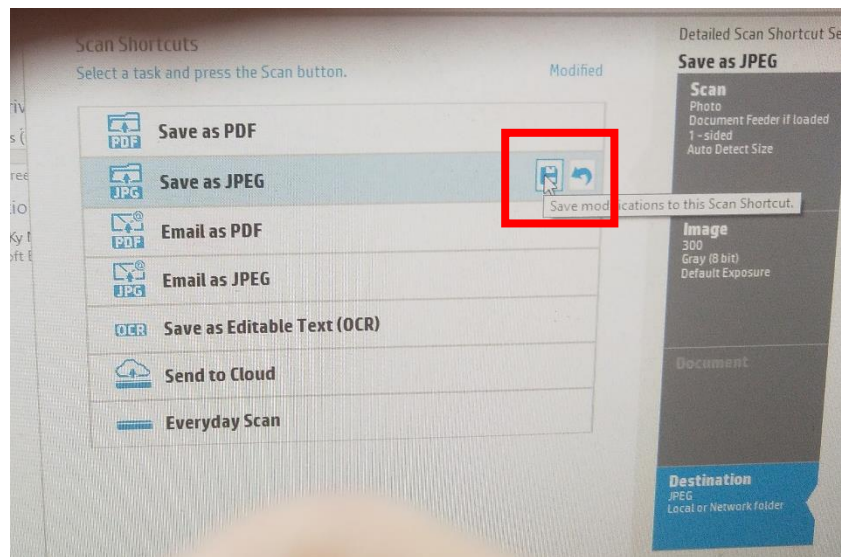 Scan Shortcuts
Select a task and press the Scan button.
Modified
PDF
Save as PDF
JPG
Save as JPEG
Save modifications to this Scan Shortcut.
PDF
Email as PDF
JPG
Email as JPEG
OCR
Save as Editable Text (OCR)
Send to Cloud
Everyday Scan
Detailed Scan Shortcut Se
Save as JPEG
Scan
Photo
Document Feeder if loaded
1-sided
Auto Detect Size
Image
300
Gray (8 bit)
Default Exposure
Document
Destination
JPEG
Local or Network folder